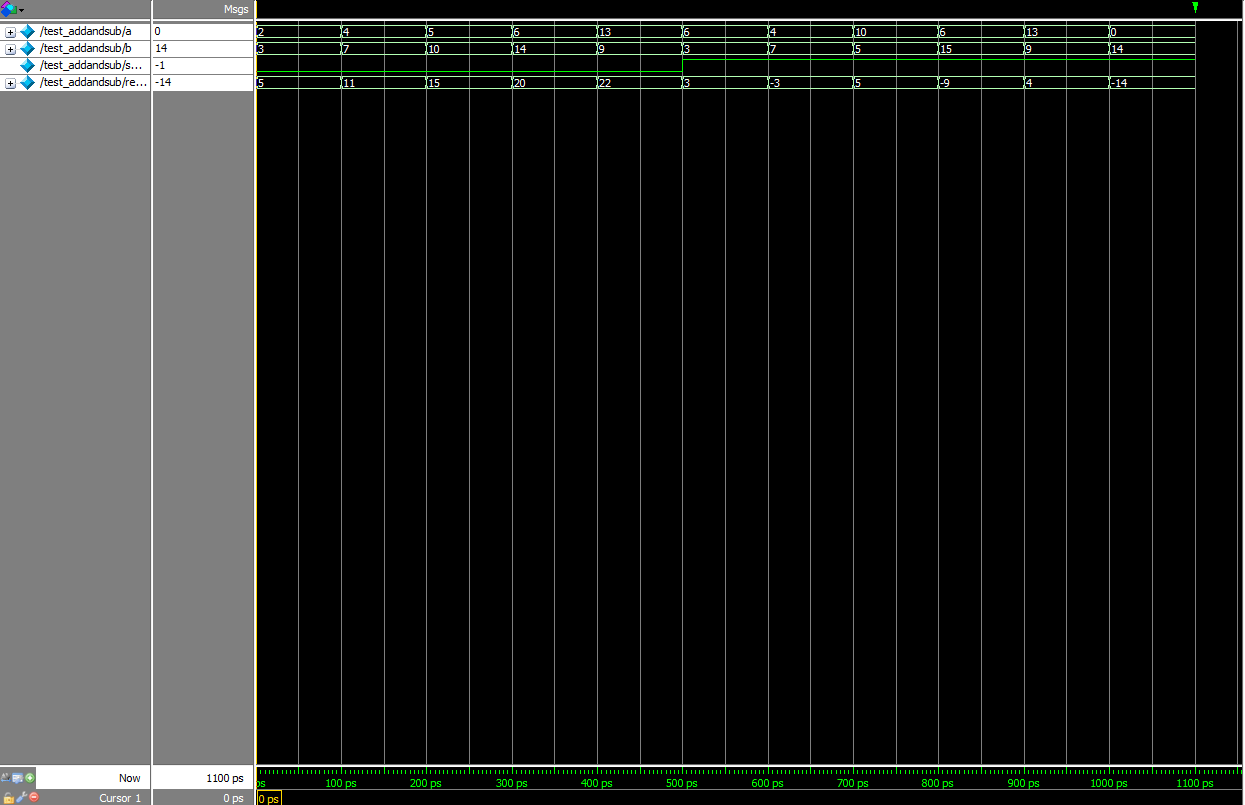 Msgs
/test_addandsub/a 0 2 4 5 6 13 6 4 10 6 13 0
/test_addandsub/b 14 3 7 10 14 9 3 7 5 15 9 14
/test_addandsub/s... -1
/test_addandsub/re... -14 5 11 15 20 22 3 -3 5 -9 4 -14
Now 1100 ps ps 100 ps 200 ps 300 ps 400 ps 500 ps 600 ps 700 ps 800 ps 900 ps 1000 ps 1100 ps
Cursor 1 0 ps 0 ps